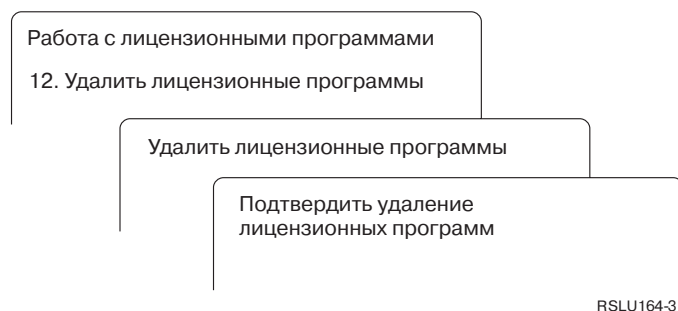 Работа с лицензионными программами
12. Удалить лицензионные программы
Удалить лицензионные программы
Подтвердить удаление
лицензионных программ
RSLU164-3